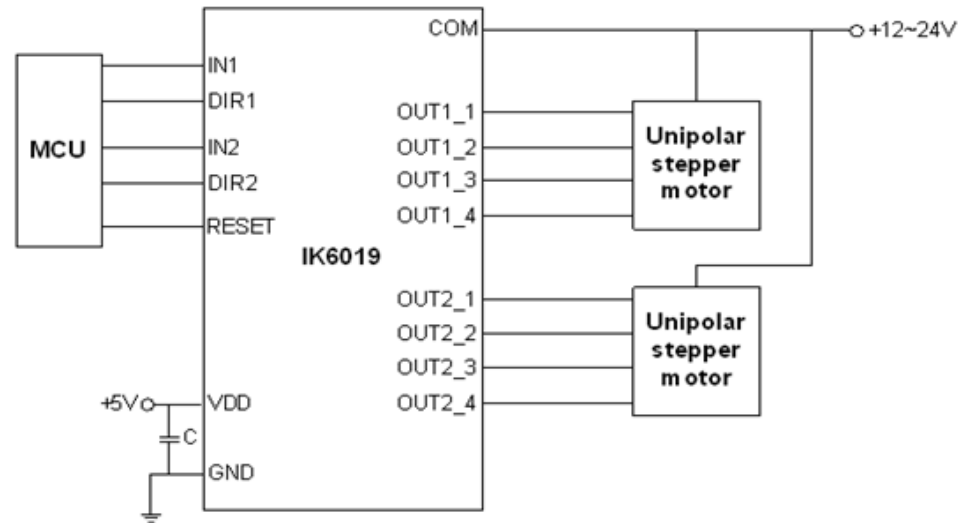 COM
+12~24V
IN1
DIR1
MCU
IN2
DIR2
RESET
IK6019
OUT1_1
OUT1_2
OUT1_3
OUT1_4
Unipolar
stepper
motor
OUT2_1
OUT2_2
OUT2_3
OUT2_4
Unipolar
stepper
motor
+5V
VDD
C
GND